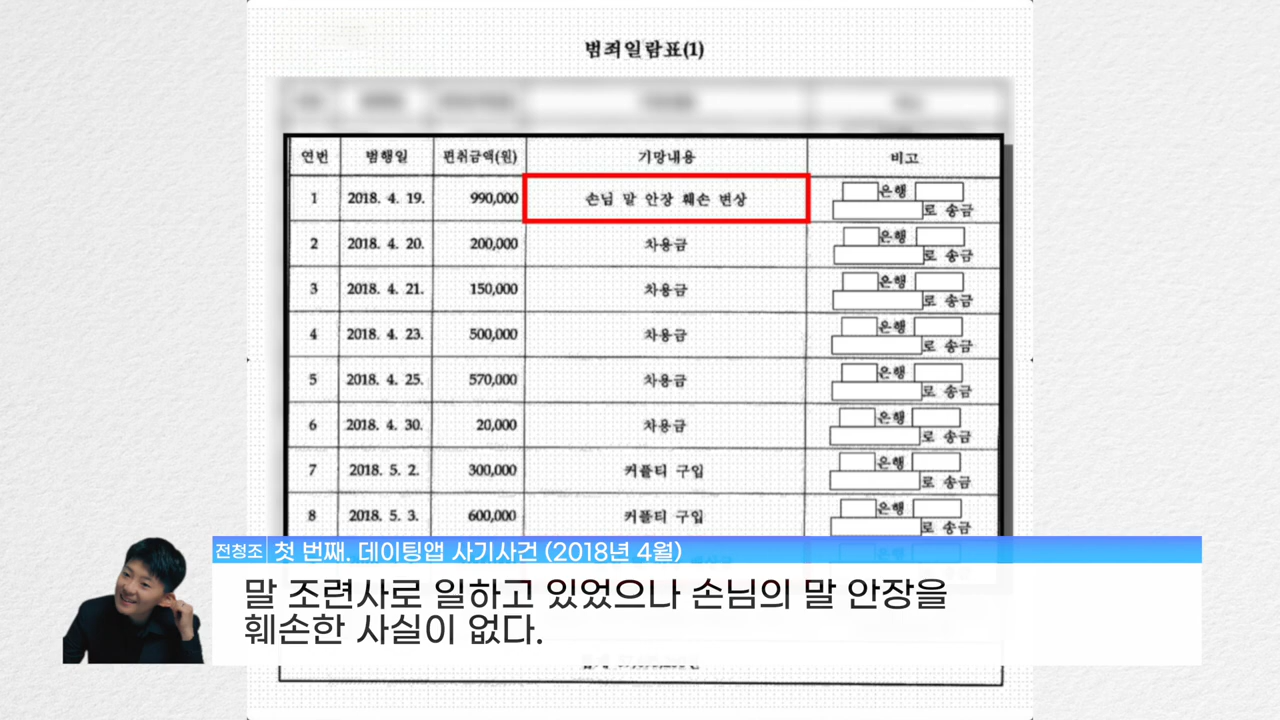 범죄일람표(1)
연번 범행일 편취금액(원) 기망내용 비고
1 2018. 4. 19. 990,000 손님 말 안장 훼손 변상 은행
로 송금
2 2018. 4. 20. 200,000 차용금 은행
로 송금
3 2018. 4. 21. 150,000 차용금 은행
로 송금
4 2018. 4. 23. 500,000 차용금 은행
로 송금
5 2018. 4. 25. 570,000 차용금 은행
로 송금
6 2018. 4. 30. 20,000 차용금 은행
로 송금
7 2018. 5. 2. 300,000 커플티 구입 은행
로 송금
8 2018. 5. 3. 600,000 커플티 구입 은행
로 송금
전청조 첫 번째. 데이팅앱 사기사건 (2018년 4월)
말 조련사로 일하고 있었으나 손님의 말 안장을
훼손한 사실이 없다.